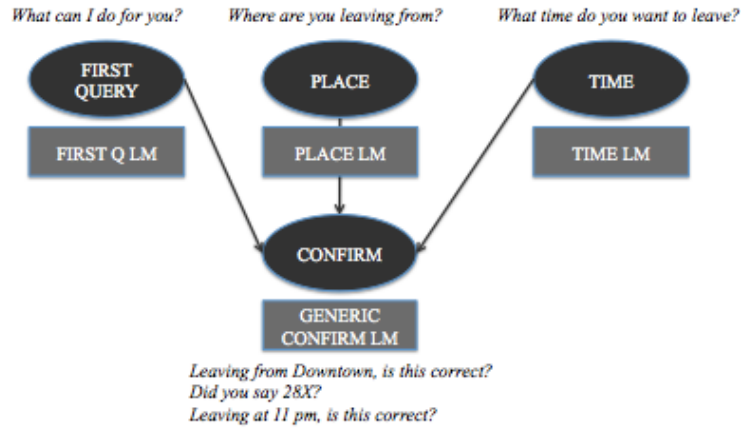 What can I do for you?
Where are you leaving from?
What time do you want to leave?
FIRST
QUERY
PLACE
TIME
FIRST Q LM
PLACE LM
TIME LM
CONFIRM
GENERIC
CONFIRM LM
Leaving from Downtown, is this correct?
Did you say 28X?
Leaving at 11 pm, is this correct?